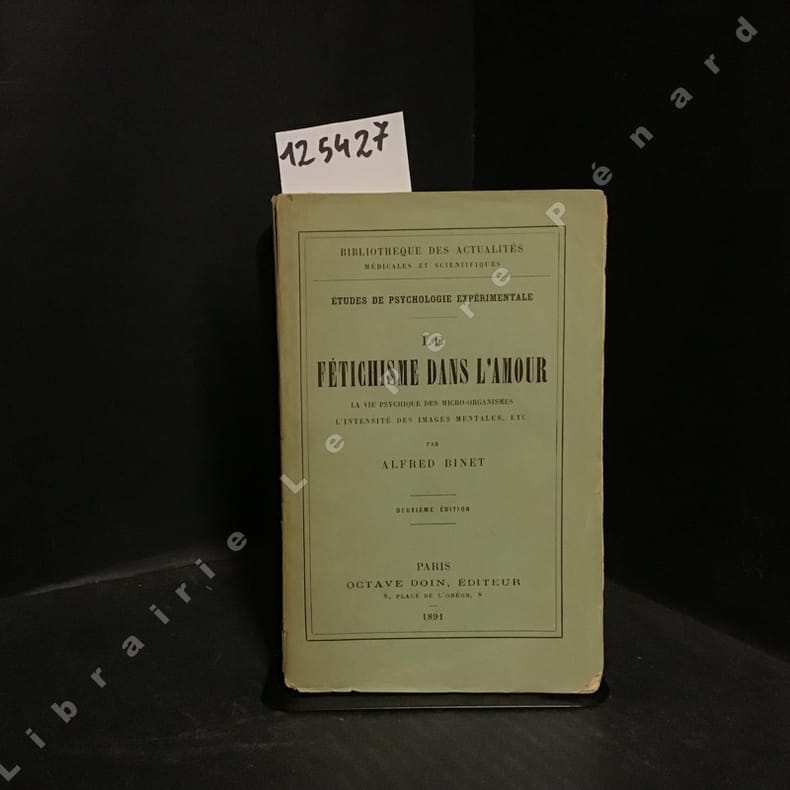 125427
BIBLIOTHÈQUE DES ACTUALITÉS
MÉDICALES ET SCIENTIFIQUES
ÉTUDES DE PSYCHOLOGIE EXPÉRIMENTALE
LE
FÉTICHISME DANS L'AMOUR
LA VIE PSYCHIQUE DES MICRO-ORGANISMES
L'INTENSITÉ DES IMAGES MENTALES, ETC
PAR
ALFRED BINET
DEUXIÈME ÉDITION
PARIS
OCTAVE DOIN, ÉDITEUR
8, PLACE DE L'ODÉON, 8
1891
Librairie Le père Pénard